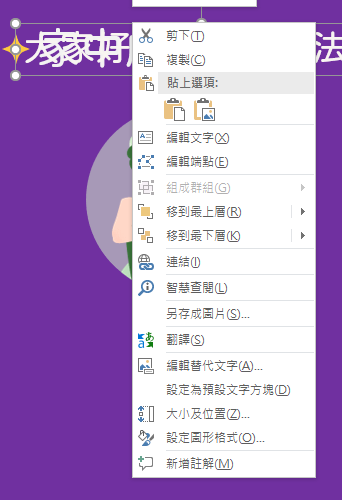 大家好
法
剪下(T)
複製(C)
貼上選項:
編輯文字(X)
編輯端點(E)
組成群組(G)
移到最上層(R)
移到最下層(K)
連結(I)
智慧查閱(L)
另存成圖片(S)...
翻譯(S)
編輯替代文字(A)...
設定為預設文字方塊(D)
大小及位置(Z)...
設定圖形格式(O)...
新增註解(M)